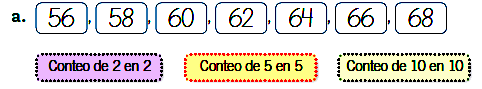 a. 56, 58, 60, 62, 64, 66, 68
Conteo de 2 en 2 Conteo de 5 en 5 Conteo de 10 en 10